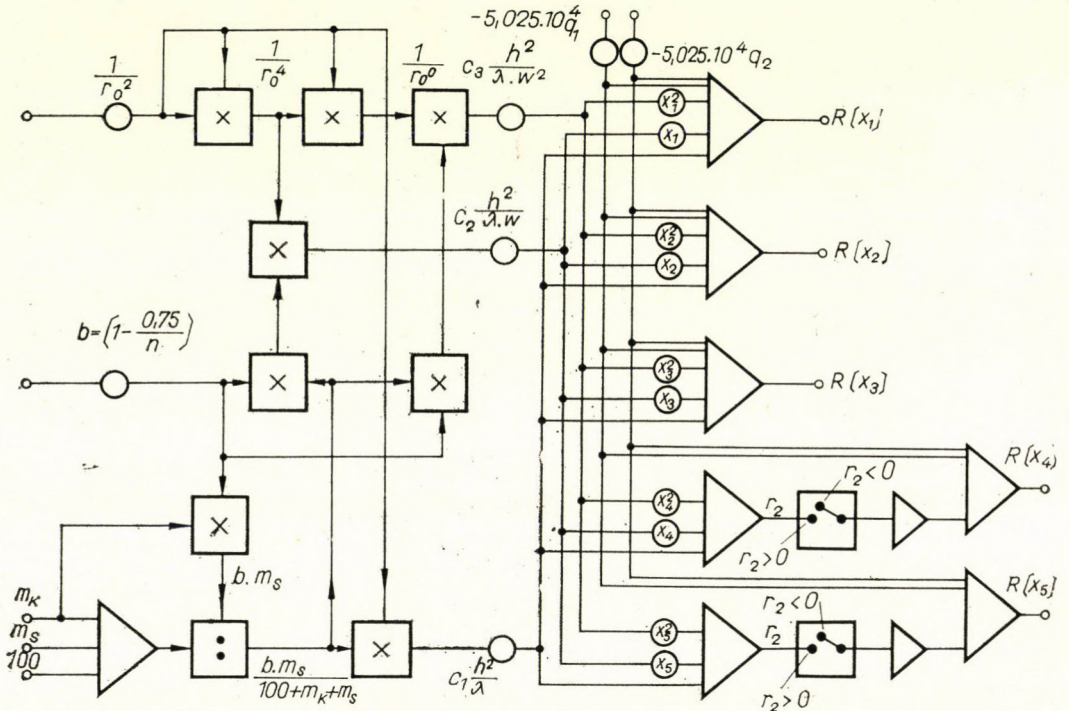 -5,025.10⁴q₁
-5,025.10⁴q₂
1/r₀²
1/r₀⁴
1/r₀⁰
c₃ h²/λ.w²
×
×
×
x₁²
x₁
R[x₁]
c₂ h²/λ.w
×
x₂²
x₂
R[x₂]
b=(1-0,75/n)
×
×
x₃²
x₃
R[x₃]
×
b.mₛ
x₄²
x₄
r₂
r₂<0
r₂>0
R[x₄]
mₖ
mₛ
100
:
b.mₛ/100+mₖ+mₛ
×
c₁ h²/λ
x₅²
x₅
r₂
r₂<0
r₂>0
R[x₅]